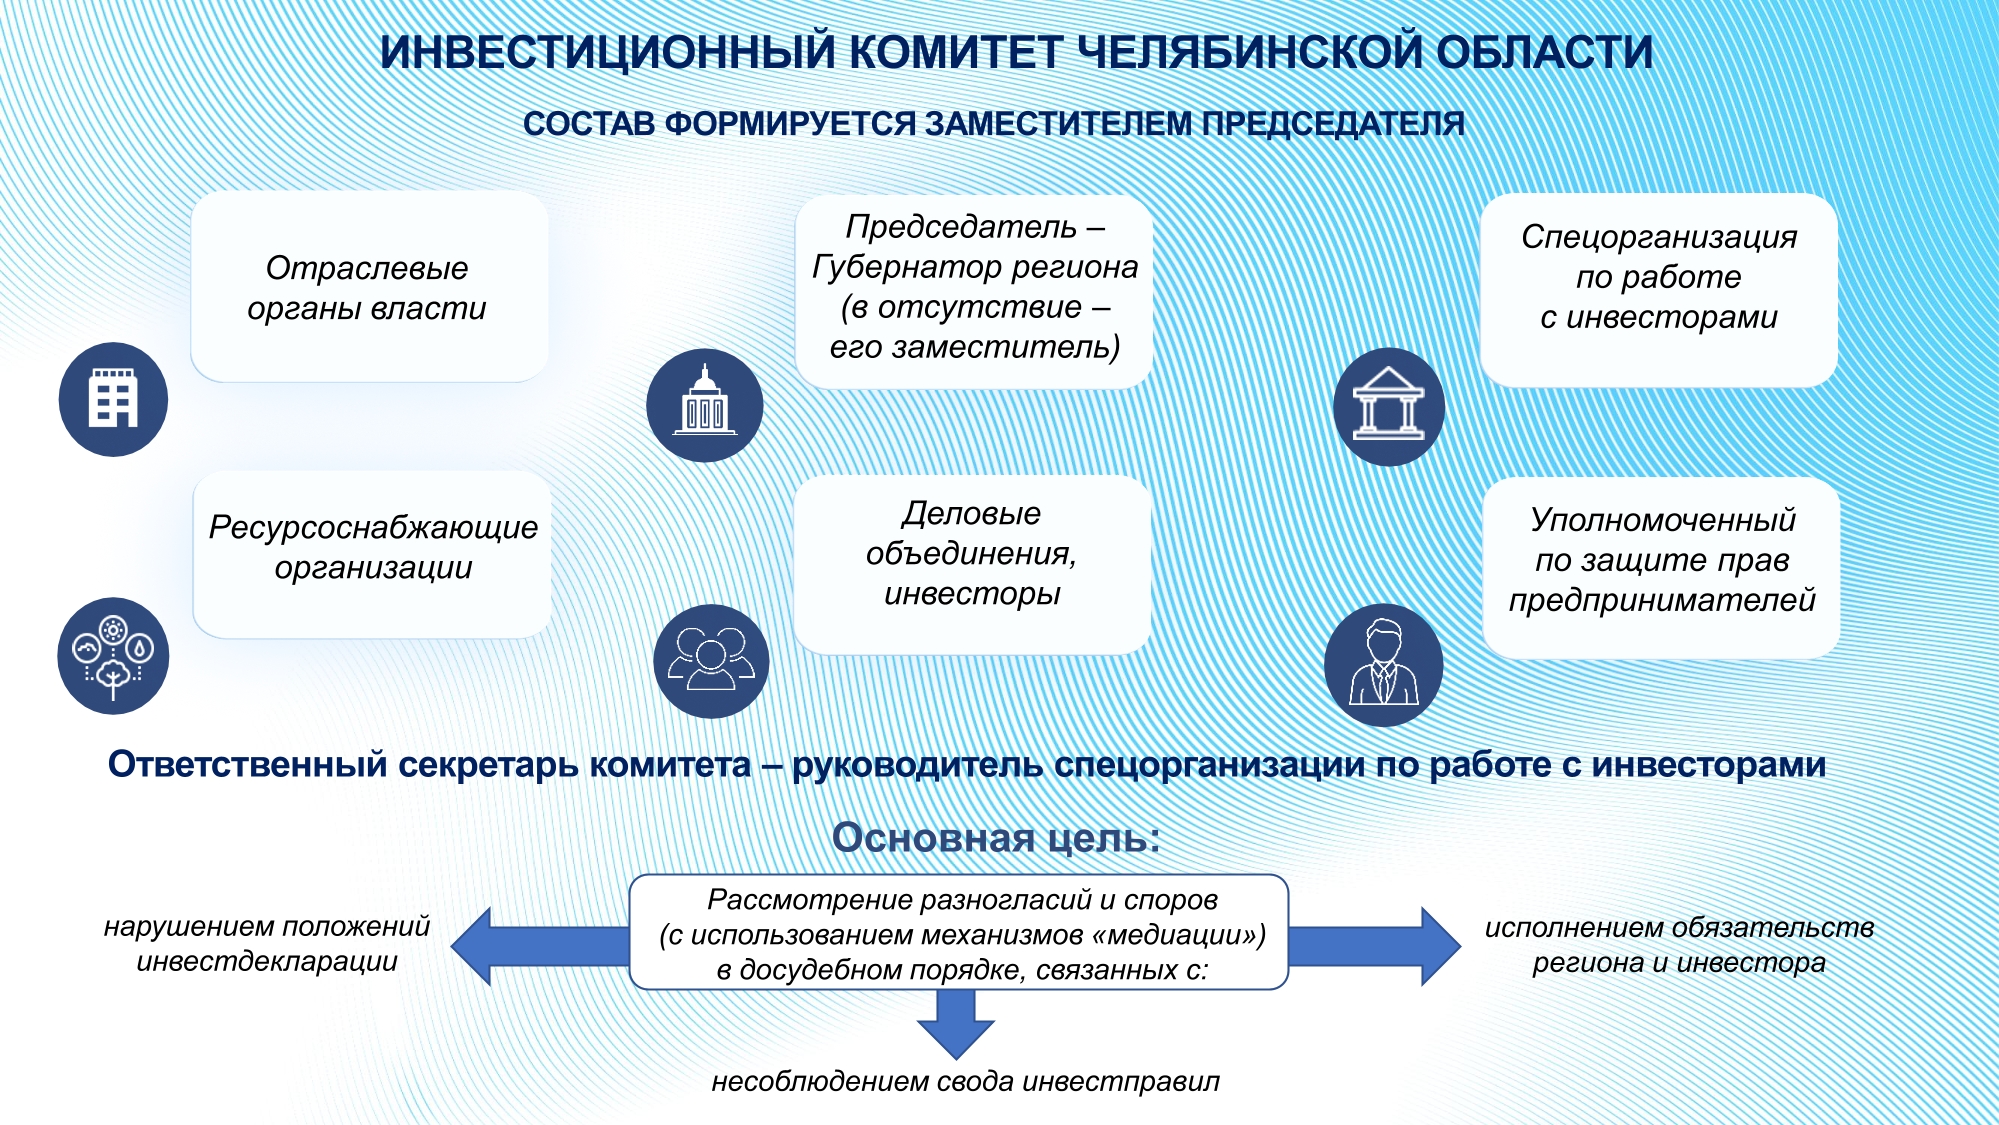 ИНВЕСТИЦИОННЫЙ КОМИТЕТ ЧЕЛЯБИНСКОЙ ОБЛАСТИ
СОСТАВ ФОРМИРУЕТСЯ ЗАМЕСТИТЕЛЕМ ПРЕДСЕДАТЕЛЯ
Отраслевые
органы власти
Председатель –
Губернатор региона
(в отсутствие –
его заместитель)
Спецорганизация
по работе
с инвесторами
Ресурсоснабжающие
организации
Деловые
объединения,
инвесторы
Уполномоченный
по защите прав
предпринимателей
Ответственный секретарь комитета – руководитель спецорганизации по работе с инвесторами
Основная цель:
Рассмотрение разногласий и споров
(с использованием механизмов «медиации»)
в досудебном порядке, связанных с:
нарушением положений
инвестдекларации
исполнением обязательств
региона и инвестора
несоблюдением свода инвестправил